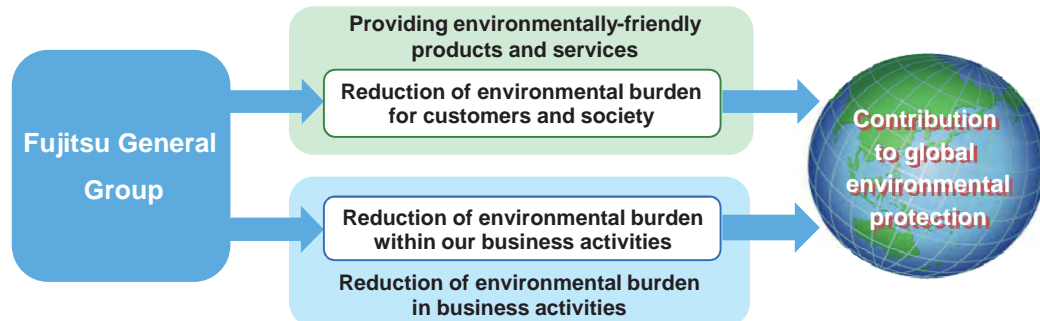 Fujitsu General
Group
Providing environmentally-friendly
products and services
Reduction of environmental burden
for customers and society
Reduction of environmental burden
within our business activities
Reduction of environmental burden
in business activities
Contribution
to global
environmental
protection